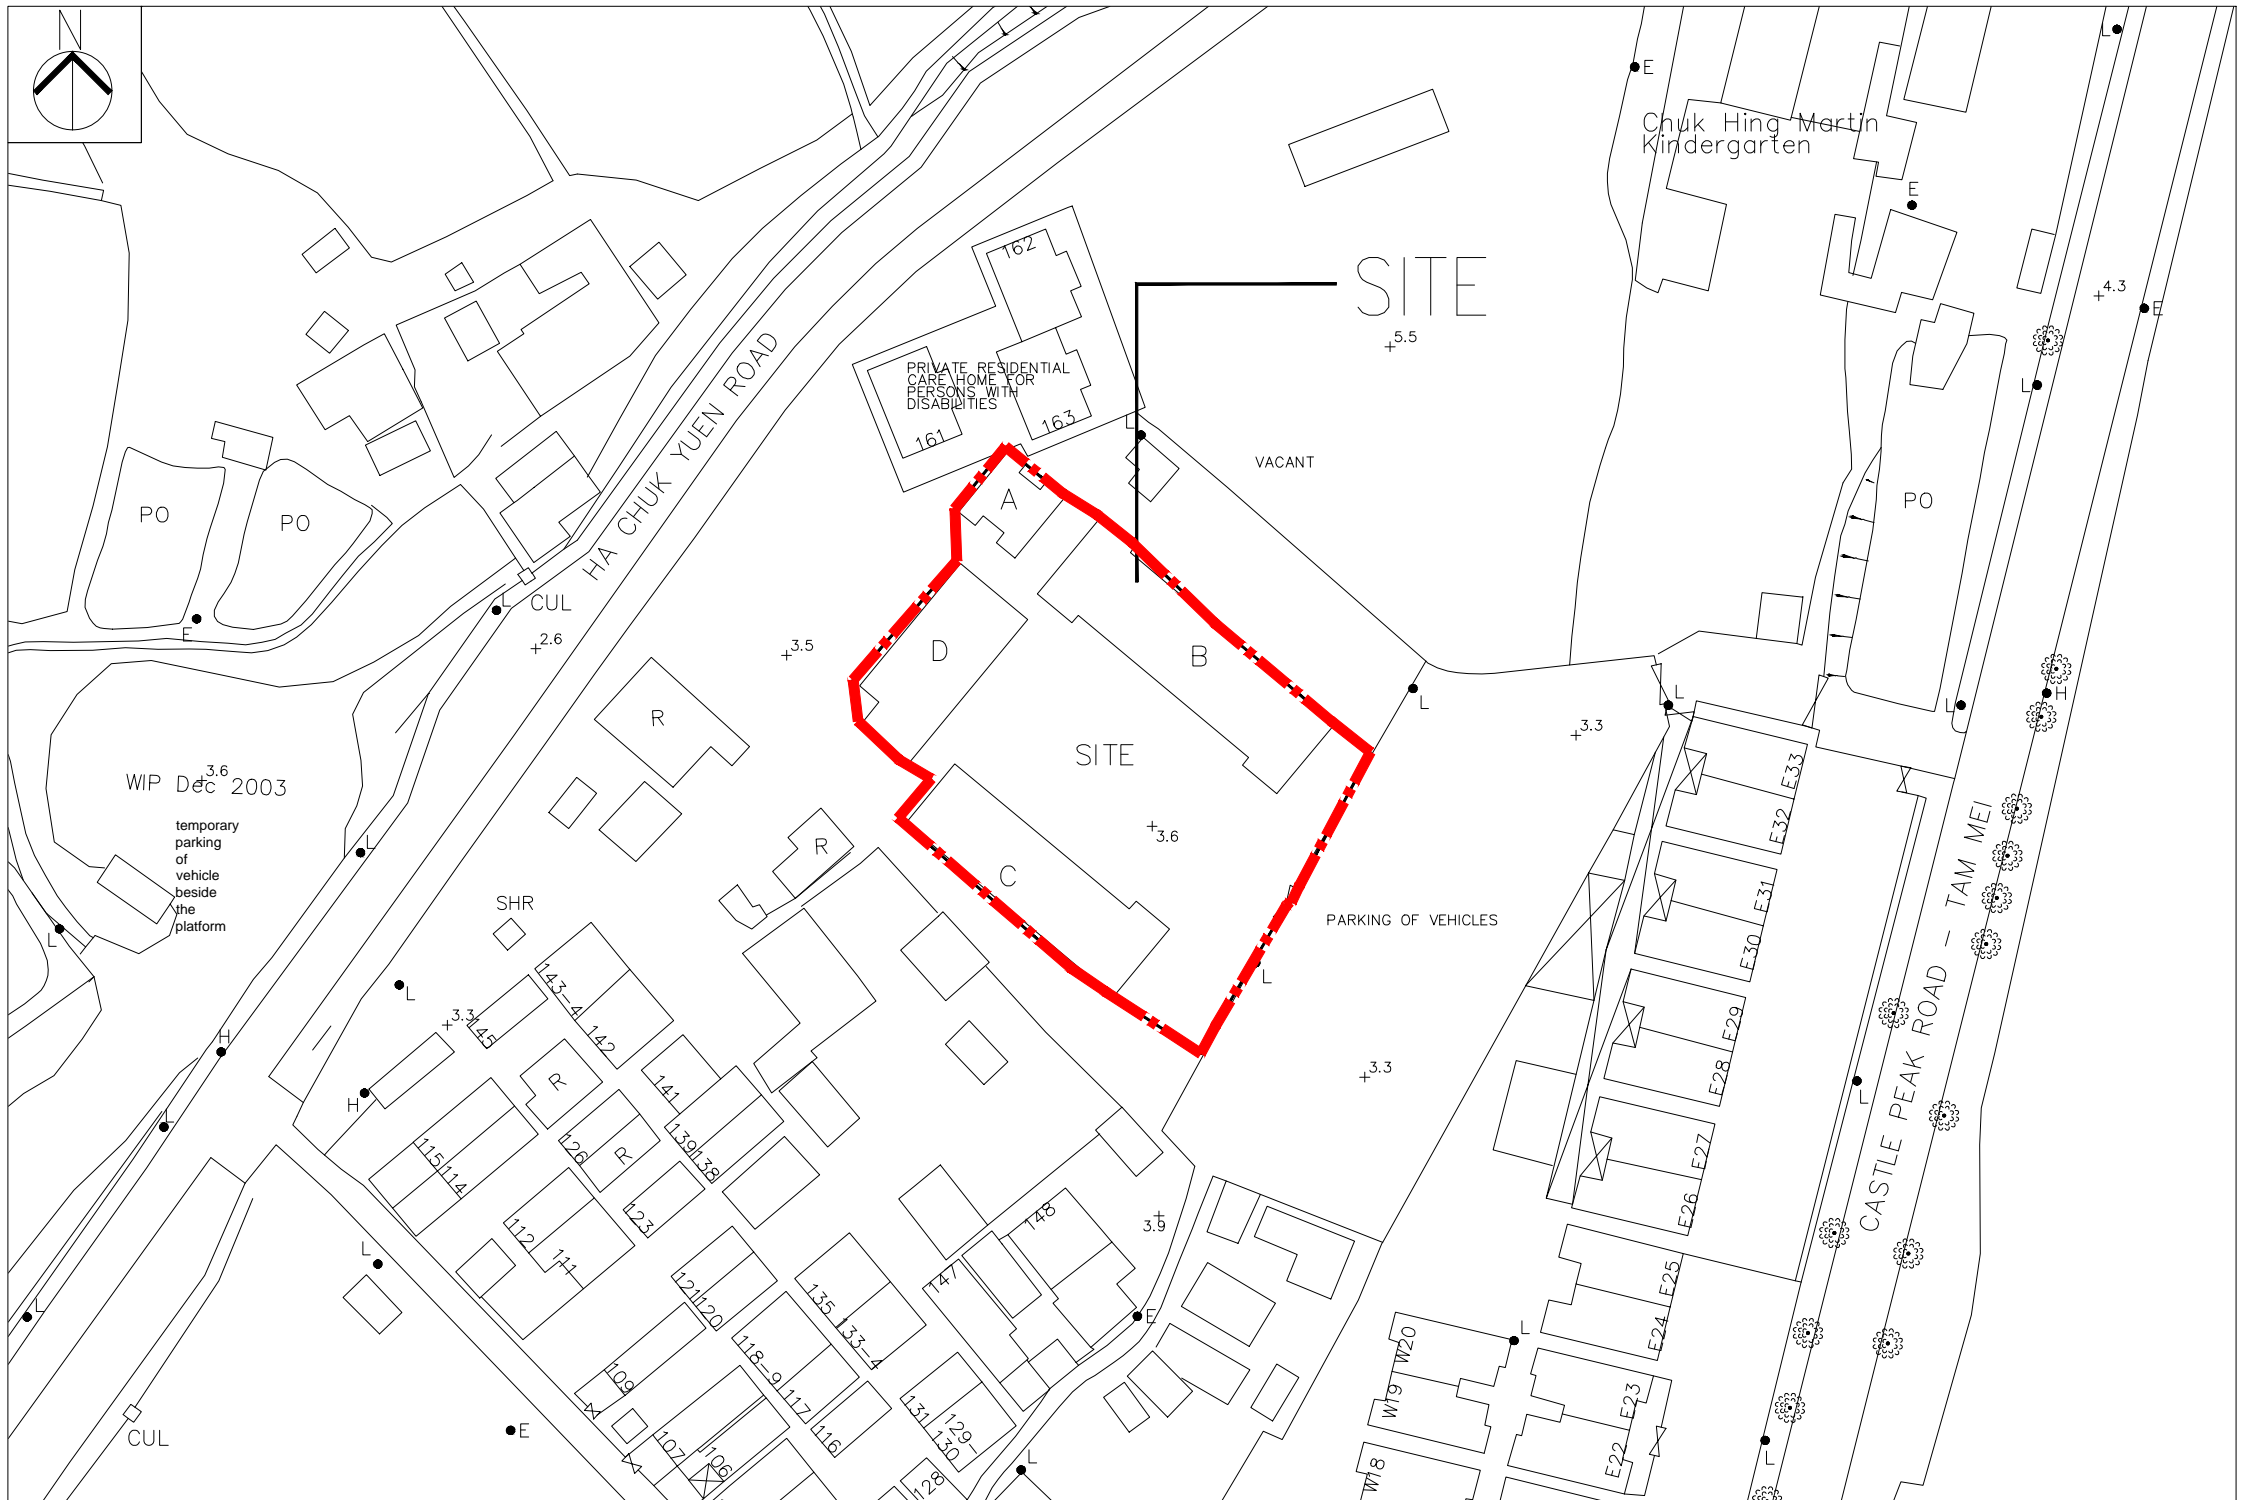 N
L
E
Chuk Hing Martin
Kindergarten
E
162
SITE
4.3
E
5.5
HA CHUK YUEN ROAD
PRIVATE RESIDENTIAL
CARE HOME FOR
PERSONS WITH
DISABILITIES
161
163
L
L
VACANT
A
PO
PO
PO
E
L
CUL
2.6
3.5
D
B
R
L
L
L
H
3.3
SITE
WIP Dec 2003
3.6
temporary
parking
of
vehicle
beside
the
platform
L
L
R
C
3.6
SHR
PARKING OF VEHICLES
L
E33
E32
E31
E30
E29
E28
E27
E26
CASTLE PEAK ROAD - TAM MEI
L
143-4
142
145
3.3
L
H
H
R
141
139
138
126
R
123
115
114
112
111
L
L
L
3.3
3.9
148
147
E
121
120
135
133-4
118-9
117
116
109
107
106
131
129-
130
128
L
E
CUL
E25
E24
E23
E22
W20
W19
W18
L
L